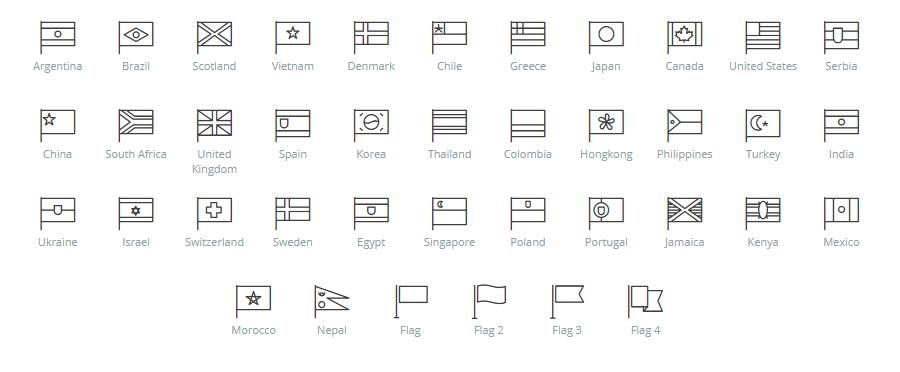 Argentina Brazil Scotland Vietnam Denmark Chile Greece Japan Canada United States Serbia
China South Africa United Kingdom Spain Korea Thailand Colombia Hongkong Philippines Turkey India
Ukraine Israel Switzerland Sweden Egypt Singapore Poland Portugal Jamaica Kenya Mexico
Morocco Nepal Flag Flag 2 Flag 3 Flag 4